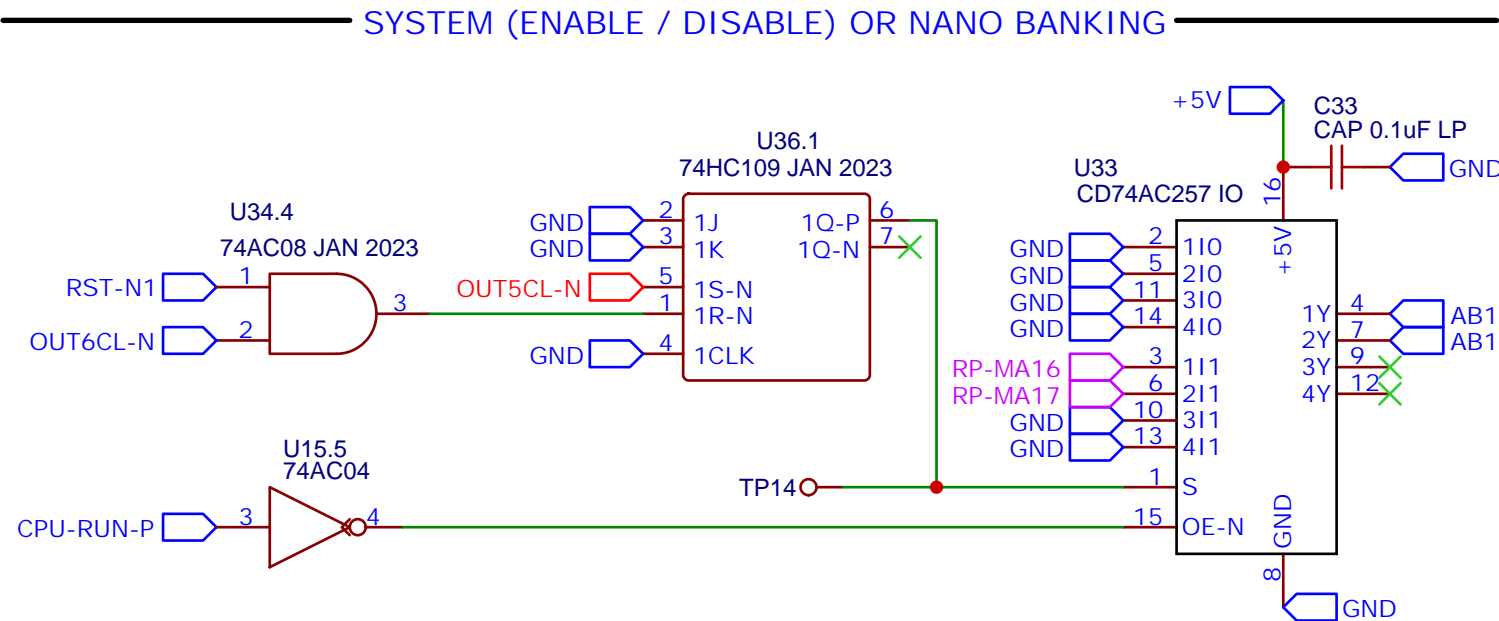 SYSTEM (ENABLE / DISABLE) OR NANO BANKING
+5V
C33
CAP 0.1uF LP
GND
U36.1
74HC109 JAN 2023
U33
CD74AC257 IO
16
U34.4
74AC08 JAN 2023
GND 2 1J 1Q-P 6
GND 3 1K 1Q-N 7
OUT5CL-N 5 1S-N
1 1R-N
GND 4 1CLK
RST-N1 1
3
OUT6CL-N 2
+5V
GND 2 1I0
GND 5 2I0
GND 11 3I0
GND 14 4I0
1Y 4 AB1
2Y 7 AB1
3Y 9
4Y 12
RP-MA16 3 1I1
RP-MA17 6 2I1
GND 10 3I1
GND 13 4I1
U15.5
74AC04
TP14
1 S
CPU-RUN-P 3 4
15 OE-N
GND
8
GND